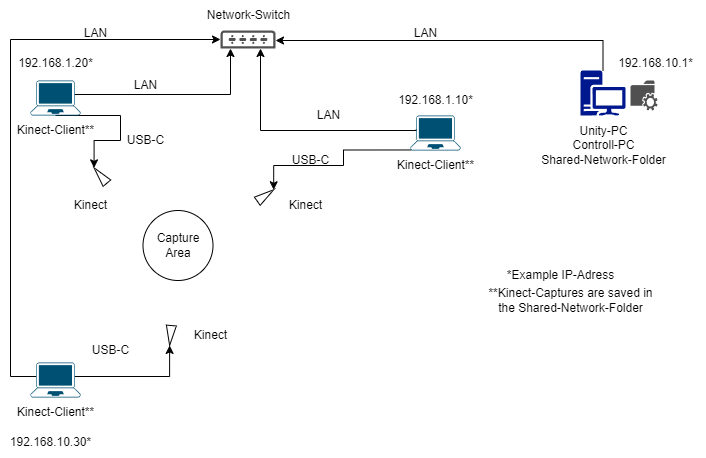 Network-Switch
LAN
LAN
192.168.1.20*
192.168.10.1*
LAN
192.168.1.10*
LAN
Kinect-Client**
Unity-PC
Controll-PC
Shared-Network-Folder
USB-C
USB-C
Kinect-Client**
Kinect
Kinect
Capture
Area
*Example IP-Adress
**Kinect-Captures are saved in
the Shared-Network-Folder
Kinect
USB-C
Kinect-Client**
192.168.10.30*